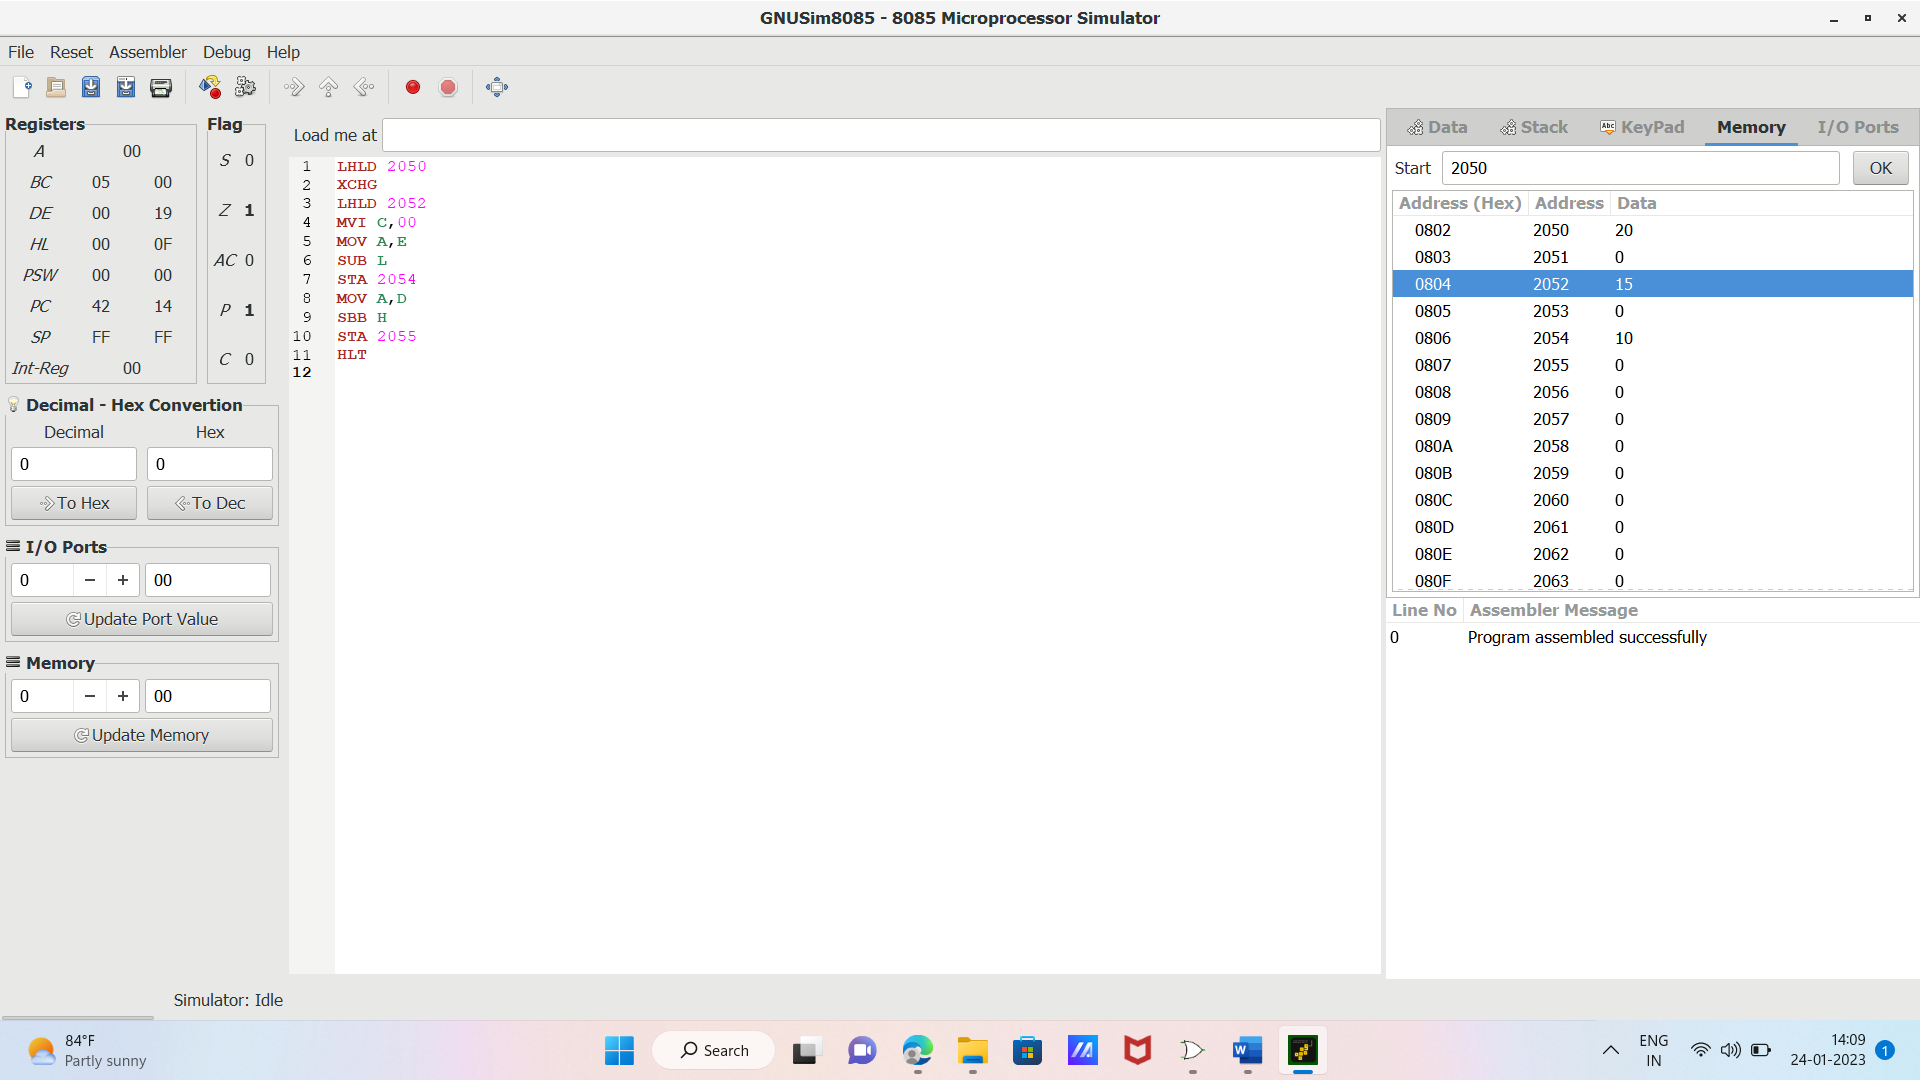 GNUSim8085 - 8085 Microprocessor Simulator
File Reset Assembler Debug Help
Registers
A 00
BC 05 00
DE 00 19
HL 00 0F
PSW 00 00
PC 42 14
SP FF FF
Int-Reg 00
Flag
S 0
Z 1
AC 0
P 1
C 0
Decimal - Hex Convertion
Decimal Hex
0 0
To Hex To Dec
I/O Ports
0 − + 00
Update Port Value
Memory
0 − + 00
Update Memory
Load me at
1 LHLD 2050
2 XCHG
3 LHLD 2052
4 MVI C,00
5 MOV A,E
6 SUB L
7 STA 2054
8 MOV A,D
9 SBB H
10 STA 2055
11 HLT
12
Data Stack Abc KeyPad Memory I/O Ports
Start 2050 OK
Address (Hex) Address Data
0802 2050 20
0803 2051 0
0804 2052 15
0805 2053 0
0806 2054 10
0807 2055 0
0808 2056 0
0809 2057 0
080A 2058 0
080B 2059 0
080C 2060 0
080D 2061 0
080E 2062 0
080F 2063 0
Line No Assembler Message
0 Program assembled successfully
Simulator: Idle
84°F
Partly sunny
Search
W
ENG
IN
14:09
24-01-2023
1